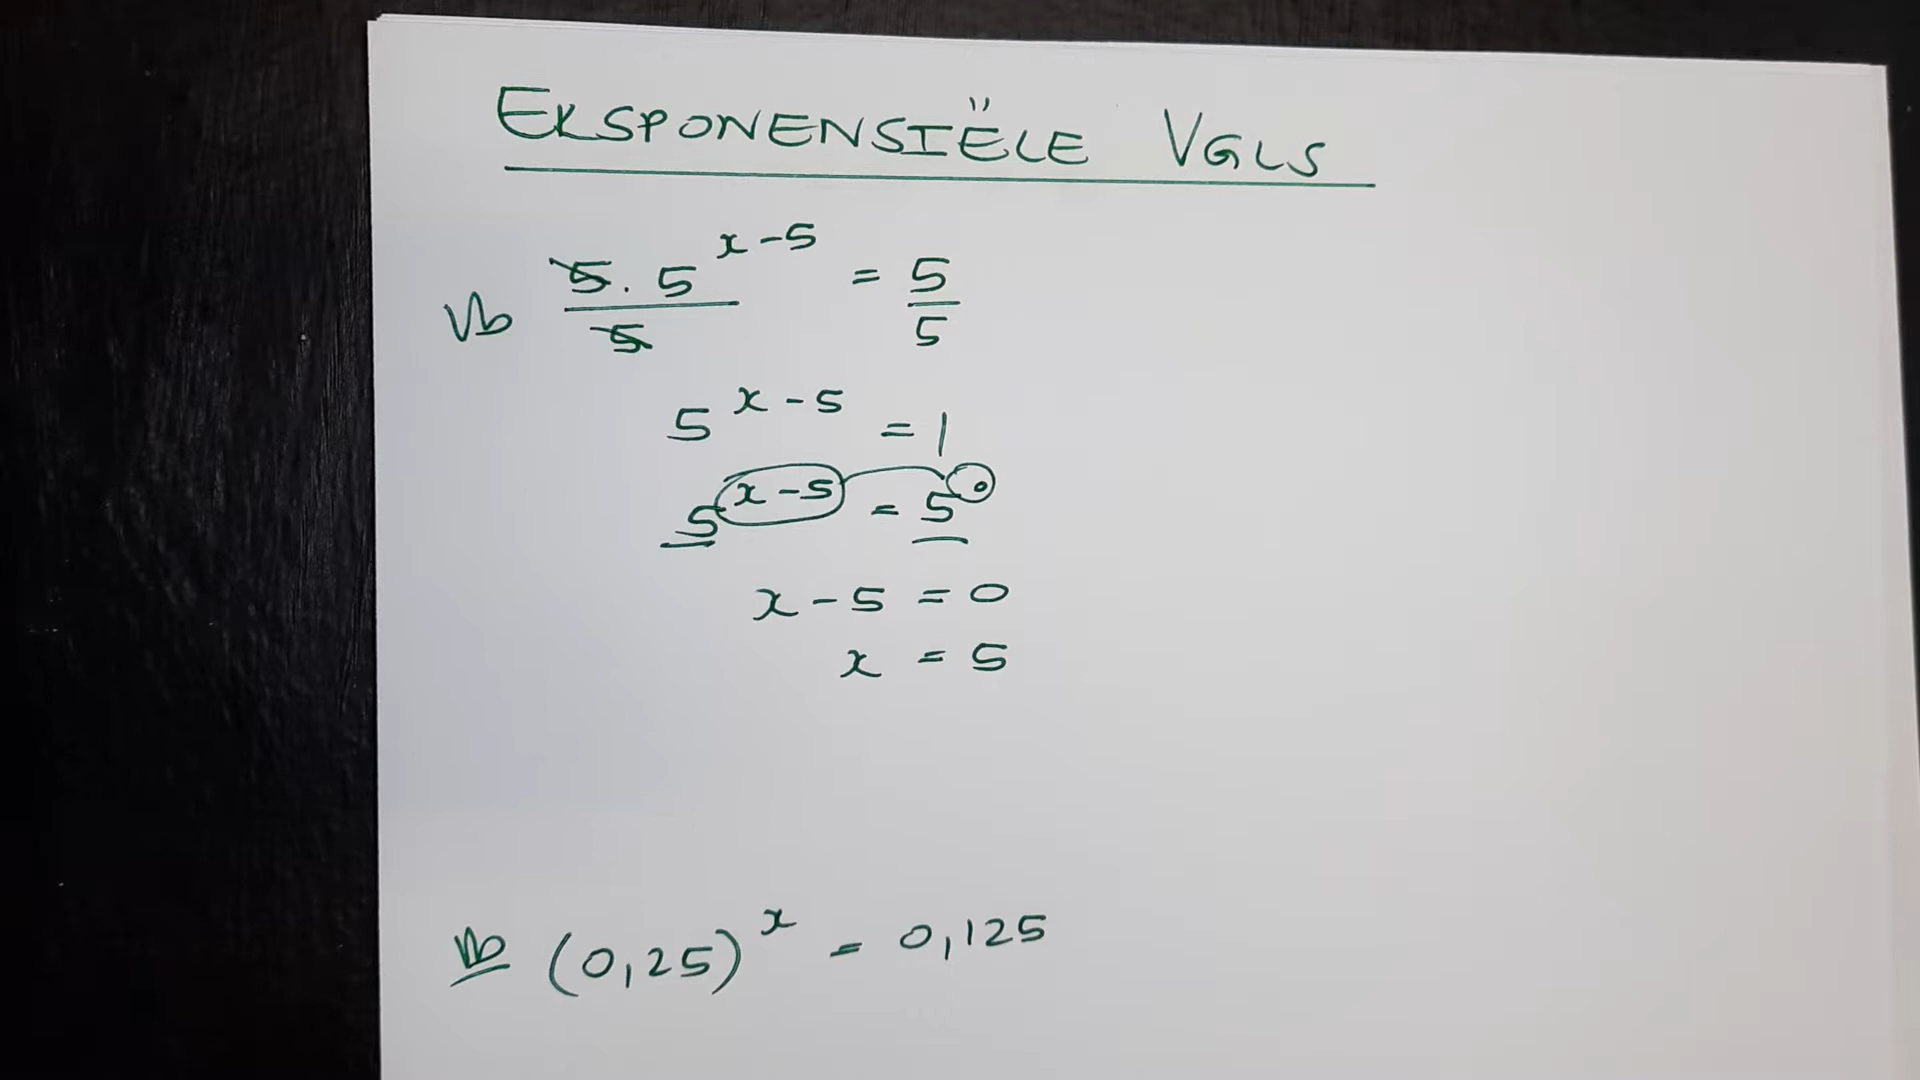 EKSPONENSIËLE VGLS
Vb 5 . 5^(x-5) / 5 = 5/5
5^(x-5) = 1
5^(x-5) = 5^0
x - 5 = 0
x = 5
Vb (0,25)^x = 0,125